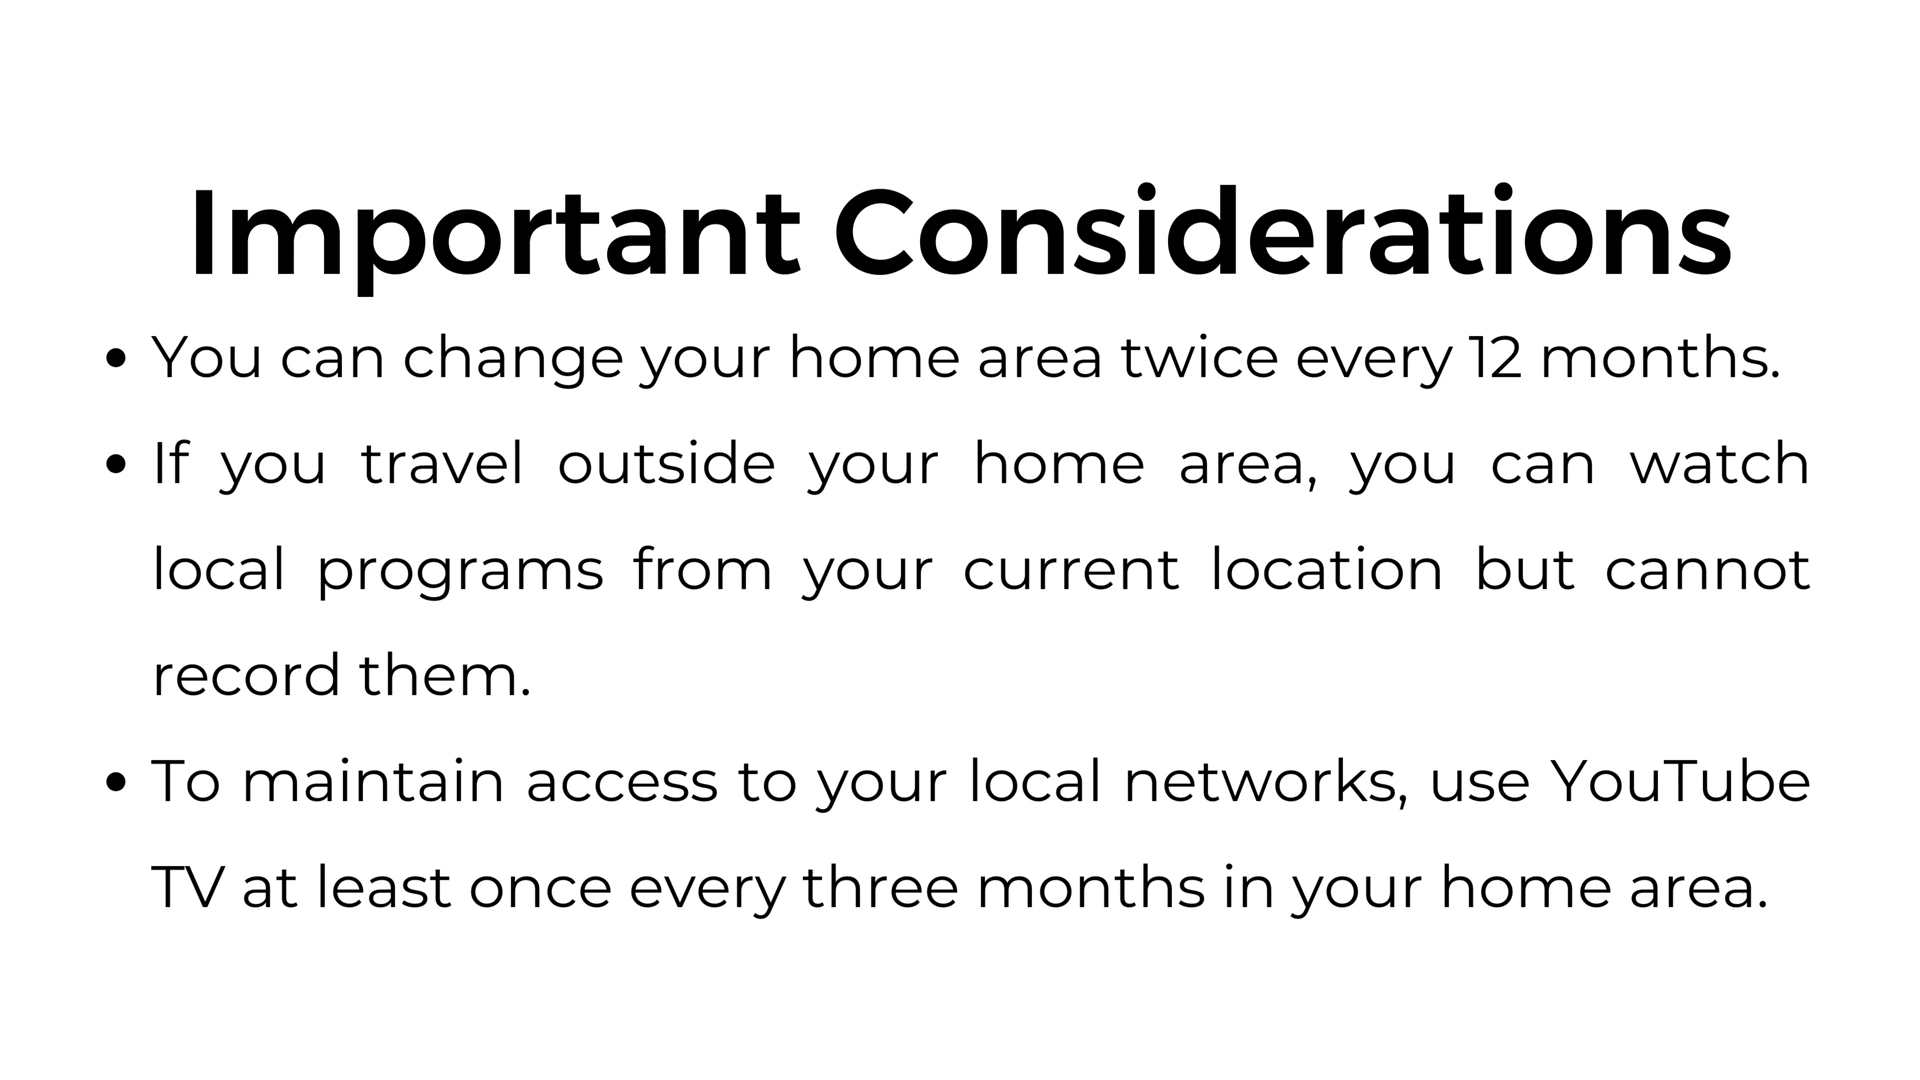 Important Considerations
• You can change your home area twice every 12 months.
• If you travel outside your home area, you can watch
local programs from your current location but cannot
record them.
• To maintain access to your local networks, use YouTube
TV at least once every three months in your home area.